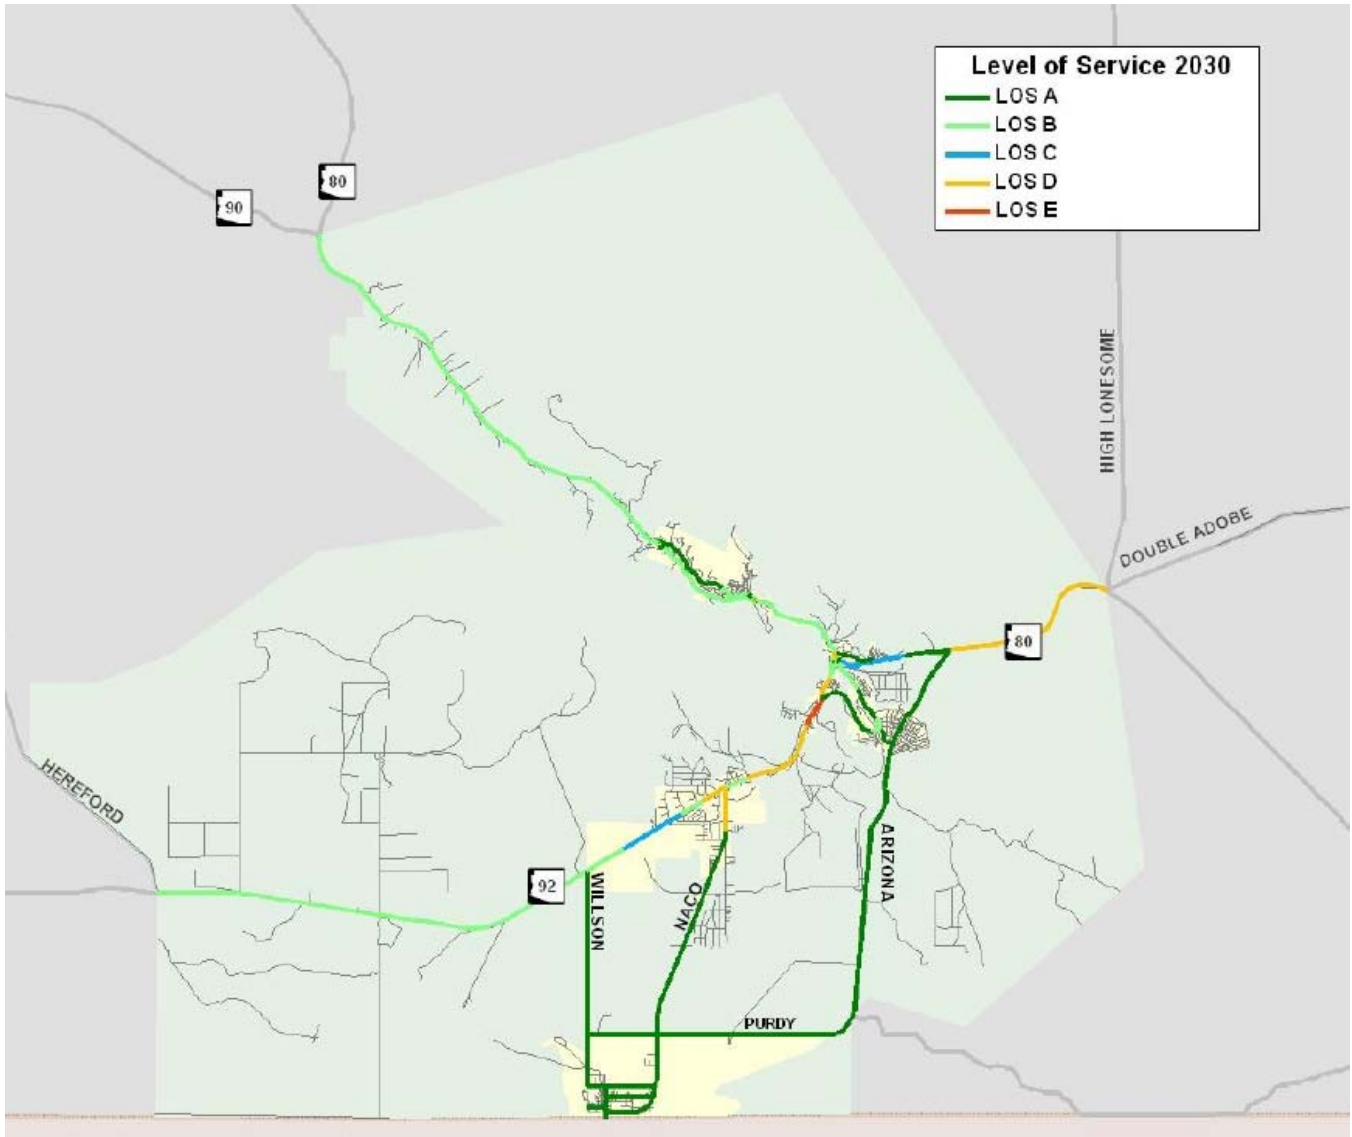 Level of Service 2030
LOS A
LOS B
LOS C
LOS D
LOS E
80
90
HIGH LONESOME
DOUBLE ADOBE
80
HEREFORD
92
WILLSON
NACO
ARIZONA
PURDY